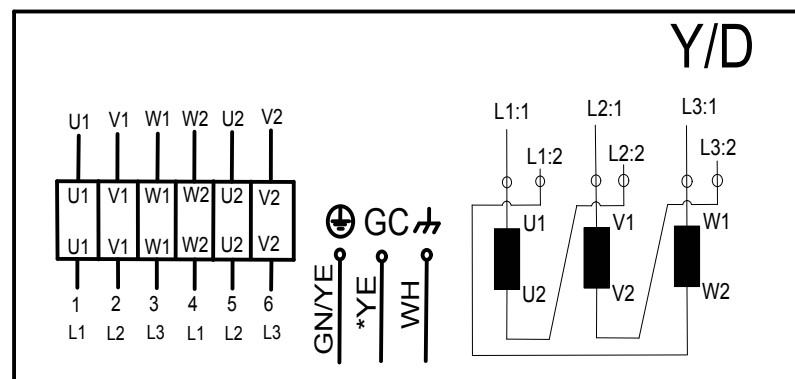 Y/D
U1 V1 W1 W2 U2 V2
U1 V1 W1 W2 U2 V2
U1 V1 W1 W2 U2 V2
1 2 3 4 5 6
L1 L2 L3 L1 L2 L3
GC
GN/YE
*YE
WH
L1:1 L2:1 L3:1
L1:2 L2:2 L3:2
U1 V1 W1
U2 V2 W2